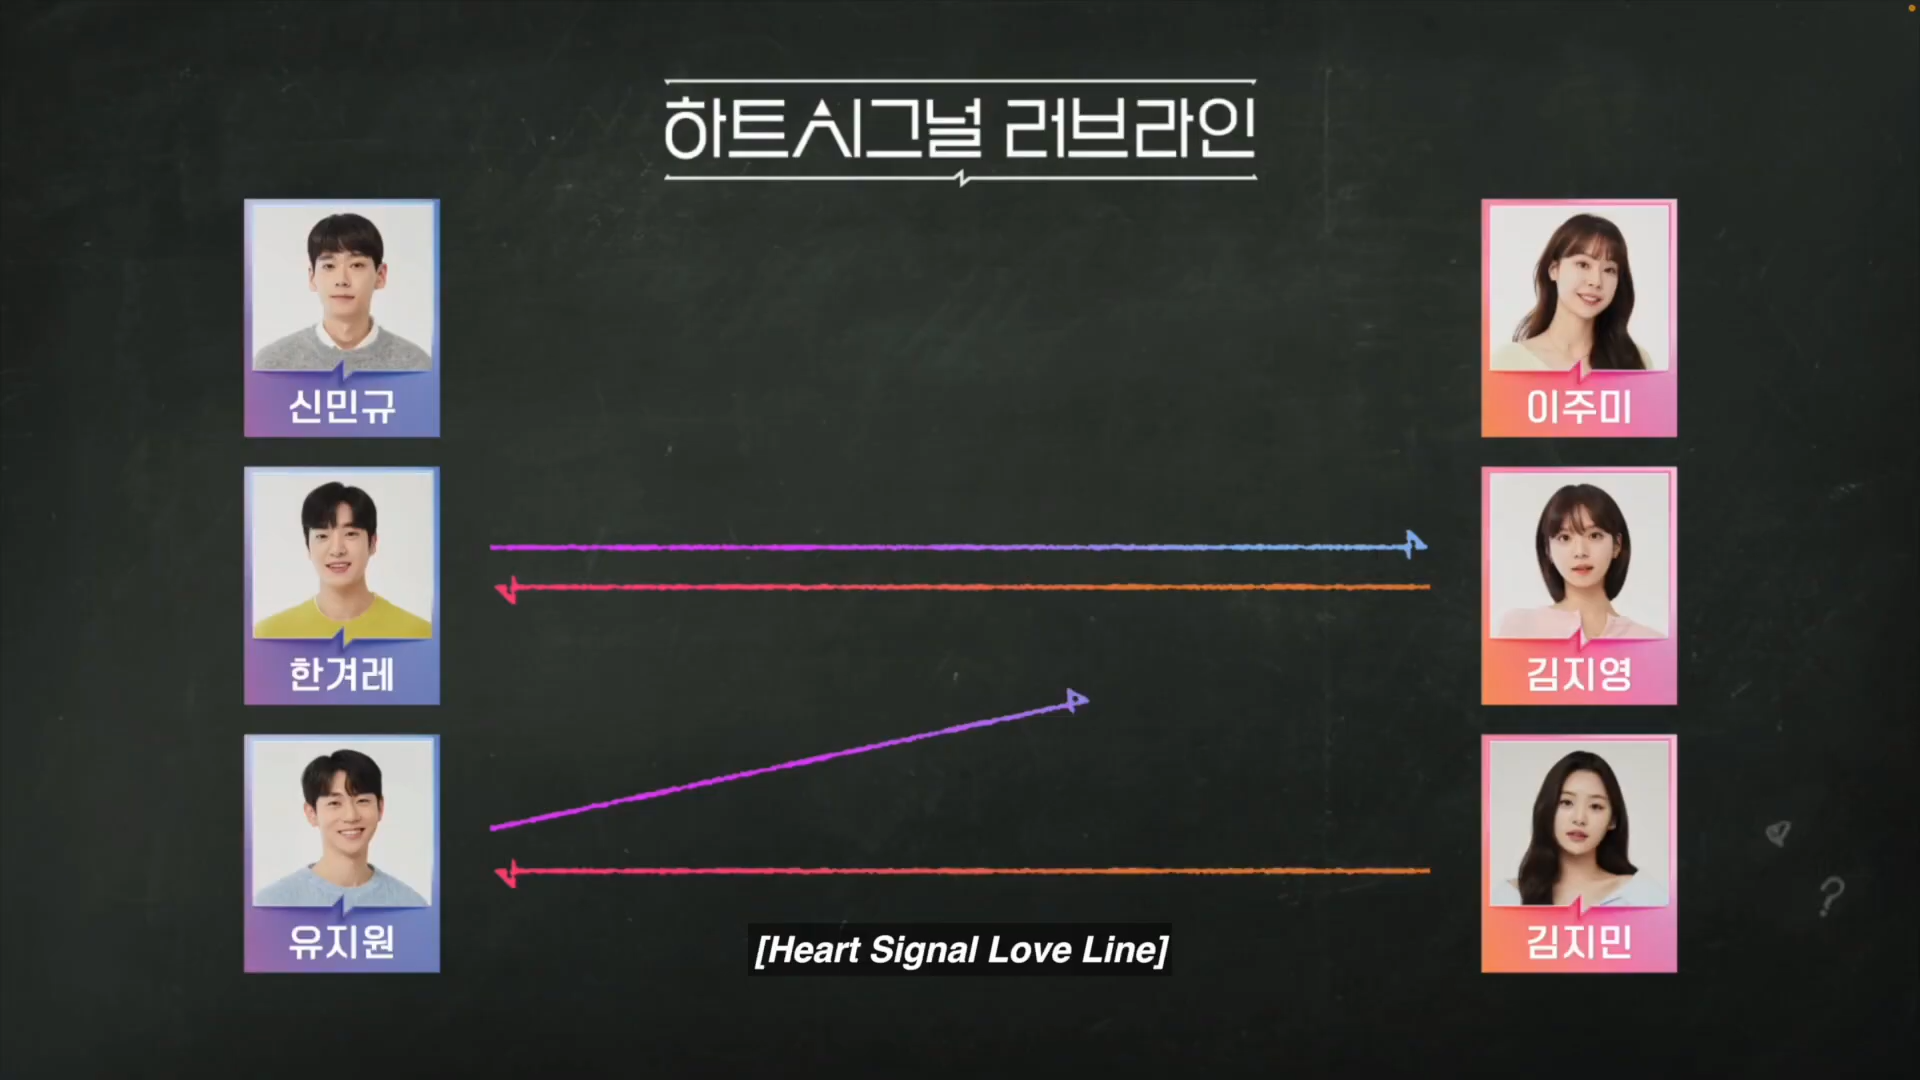 하트시그널 러브라인
신민규
이주미
한겨레
김지영
유지원
김지민
?
[Heart Signal Love Line]